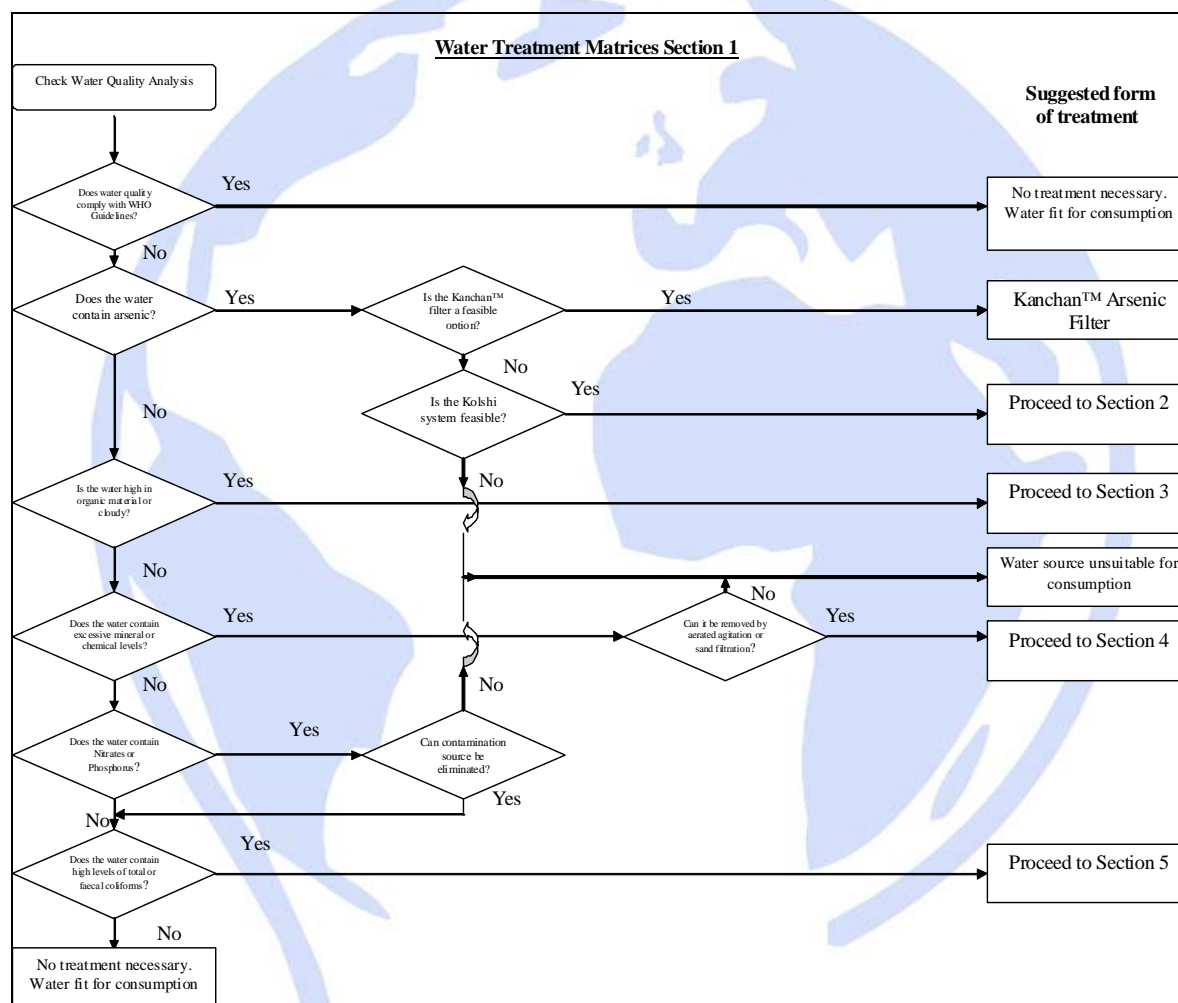 Water Treatment Matrices Section 1
Check Water Quality Analysis
Suggested form
of treatment
Does water quality
comply with WHO
Guidelines?
Yes
No treatment necessary.
Water fit for consumption
No
Does the water
contain arsenic?
Yes
Is the Kanchan™
filter a feasible
option?
Yes
Kanchan™ Arsenic
Filter
No
Is the Kolshi
system feasible?
Yes
Proceed to Section 2
No
No
Is the water high in
organic material or
cloudy?
Yes
Proceed to Section 3
No
Water source unsuitable for
consumption
Does the water contain
excessive mineral or
chemical levels?
Yes
Can it be removed by
aerated agitation or
sand filtration?
No
Yes
Proceed to Section 4
No
Does the water contain
Nitrates or
Phosphorus?
Yes
Can contamination
source be
eliminated?
No
Yes
No
Does the water contain
high levels of total or
faecal coliforms?
Yes
Proceed to Section 5
No
No treatment necessary.
Water fit for consumption